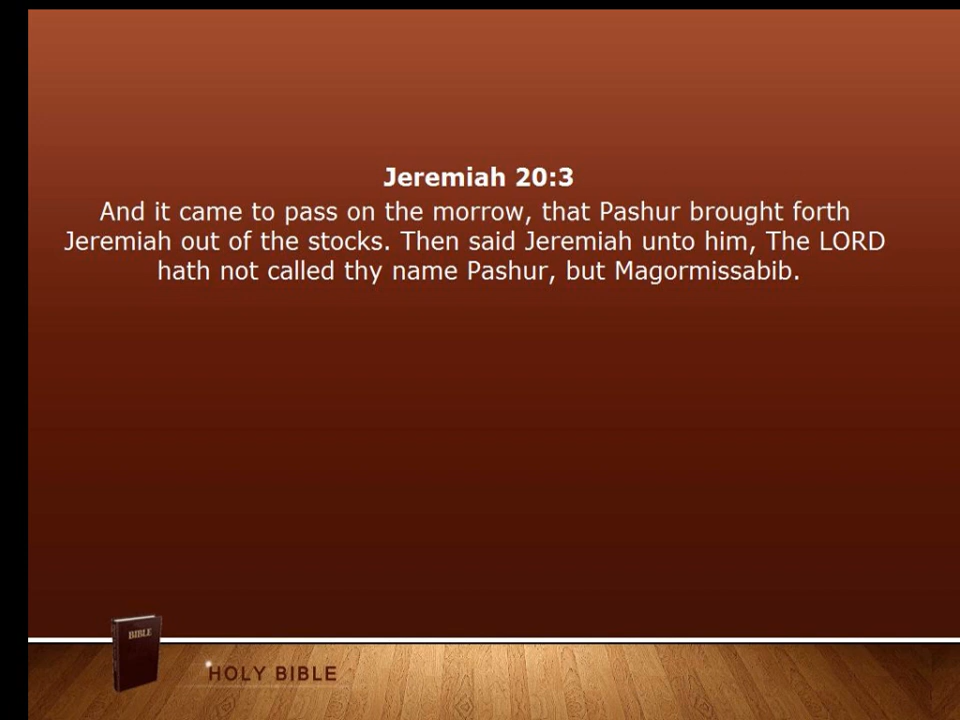 Jeremiah 20:3
And it came to pass on the morrow, that Pashur brought forth
Jeremiah out of the stocks. Then said Jeremiah unto him, The LORD
hath not called thy name Pashur, but Magormissabib.
BIBLE
HOLY BIBLE